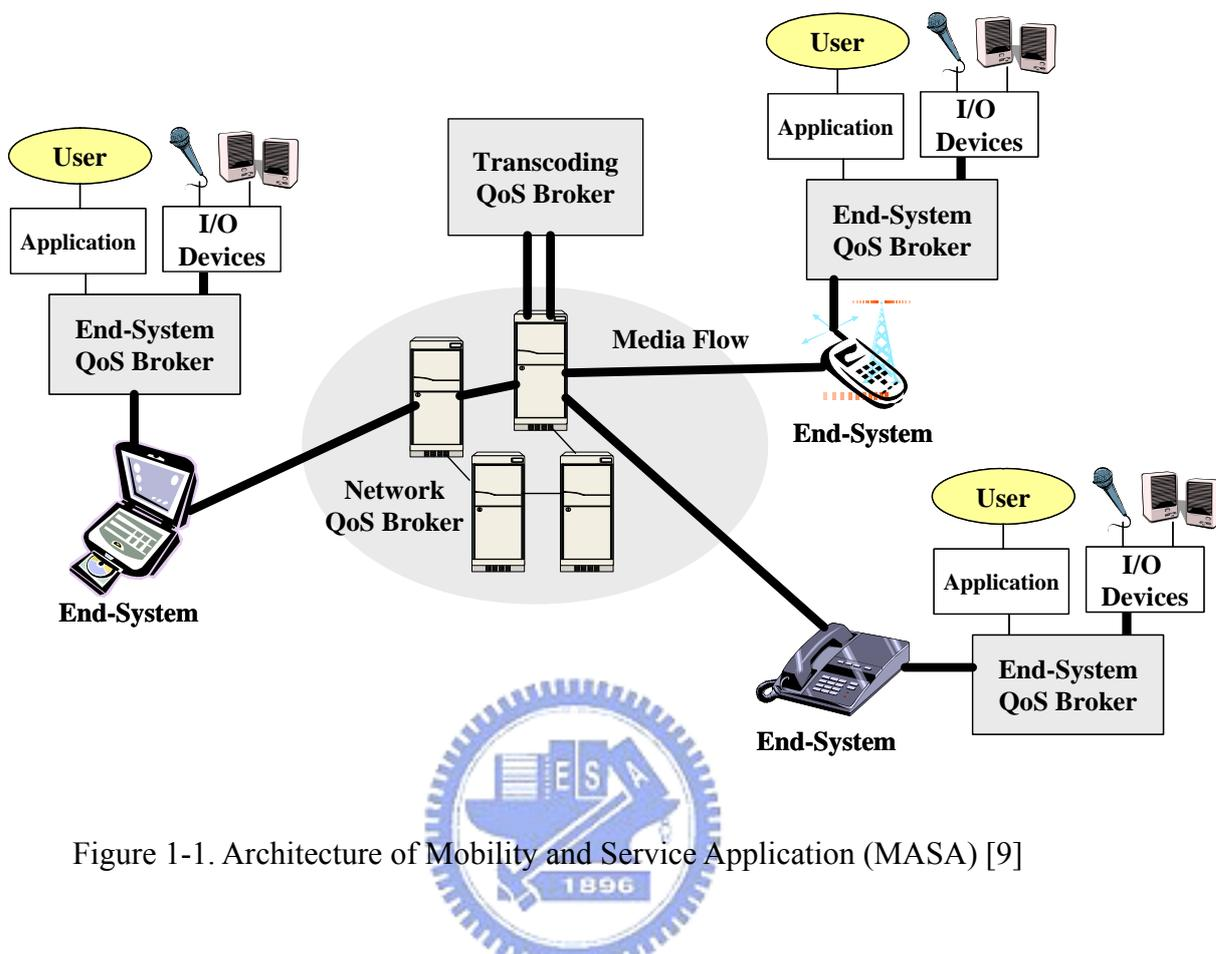 User
Application
I/O
Devices
End-System
QoS Broker
End-System
Transcoding
QoS Broker
Network
QoS Broker
Media Flow
User
Application
I/O
Devices
End-System
QoS Broker
End-System
User
Application
I/O
Devices
End-System
QoS Broker
End-System
ESA
Figure 1-1. Architecture of Mobility and Service Application (MASA) [9]
1896